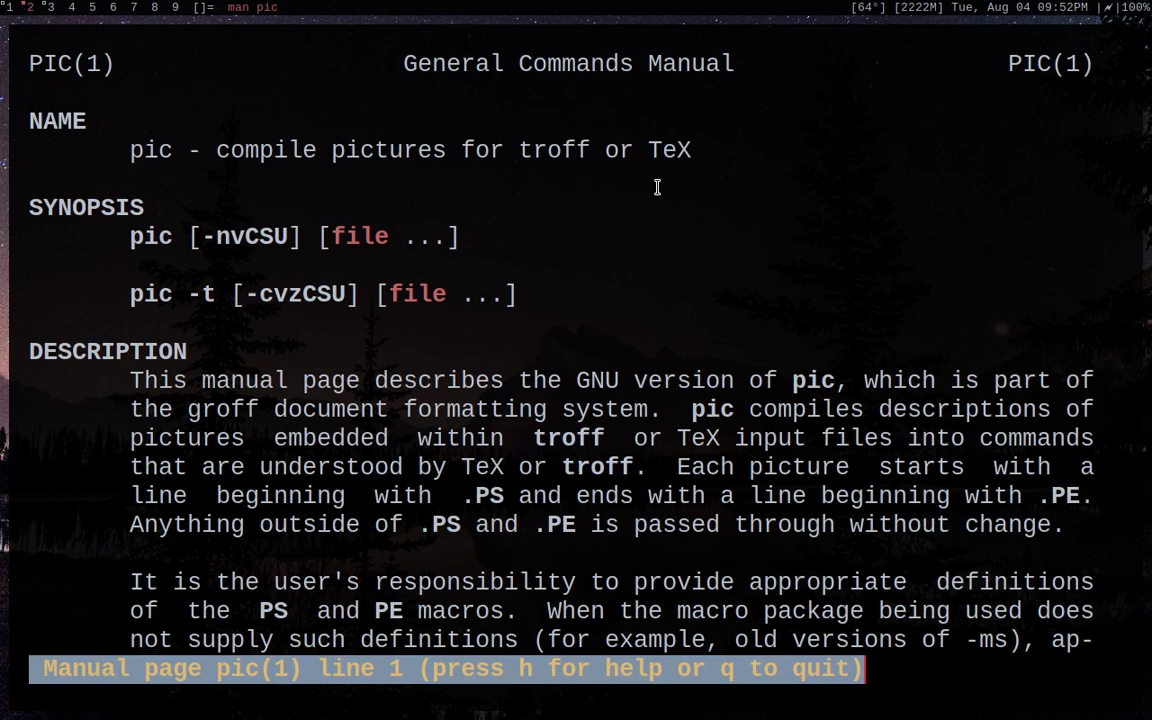 1 2 3 4 5 6 7 8 9 []= man pic [64°] [2222M] Tue, Aug 04 09:52PM | |100%
PIC(1) General Commands Manual PIC(1)
NAME
pic - compile pictures for troff or TeX
SYNOPSIS
pic [-nvCSU] [file ...]
pic -t [-cvzCSU] [file ...]
DESCRIPTION
This manual page describes the GNU version of pic, which is part of
the groff document formatting system. pic compiles descriptions of
pictures embedded within troff or TeX input files into commands
that are understood by TeX or troff. Each picture starts with a
line beginning with .PS and ends with a line beginning with .PE.
Anything outside of .PS and .PE is passed through without change.
It is the user's responsibility to provide appropriate definitions
of the PS and PE macros. When the macro package being used does
not supply such definitions (for example, old versions of -ms), ap-
Manual page pic(1) line 1 (press h for help or q to quit)